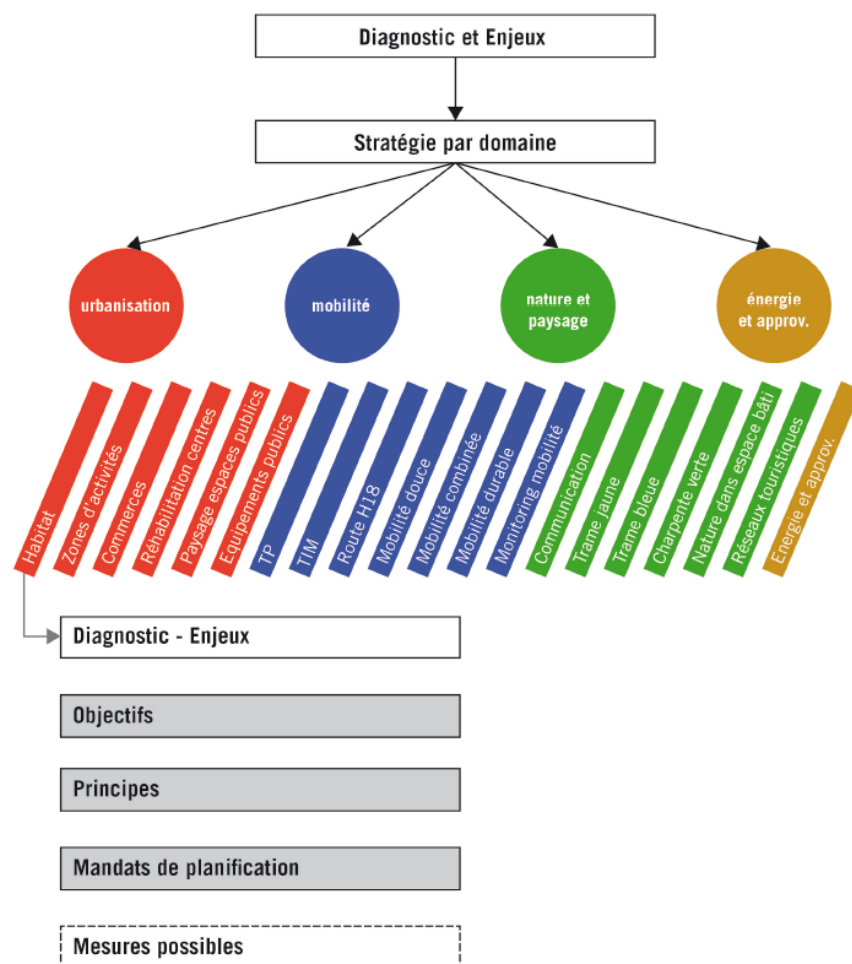 Diagnostic et Enjeux
Stratégie par domaine
urbanisation
mobilité
nature et
paysage
énergie
et approv.
Habitat
Zones d'activités
Commerces
Réhabilitation centres
Paysage espaces publics
Equipements publics
TP
TIM
Route H18
Mobilité douce
Mobilité combinée
Mobilité durable
Monitoring mobilité
Communication
Trame jaune
Trame bleue
Charpente verte
Nature dans espace bâti
Réseaux touristiques
Energie et approv.
Diagnostic - Enjeux
Objectifs
Principes
Mandats de planification
Mesures possibles